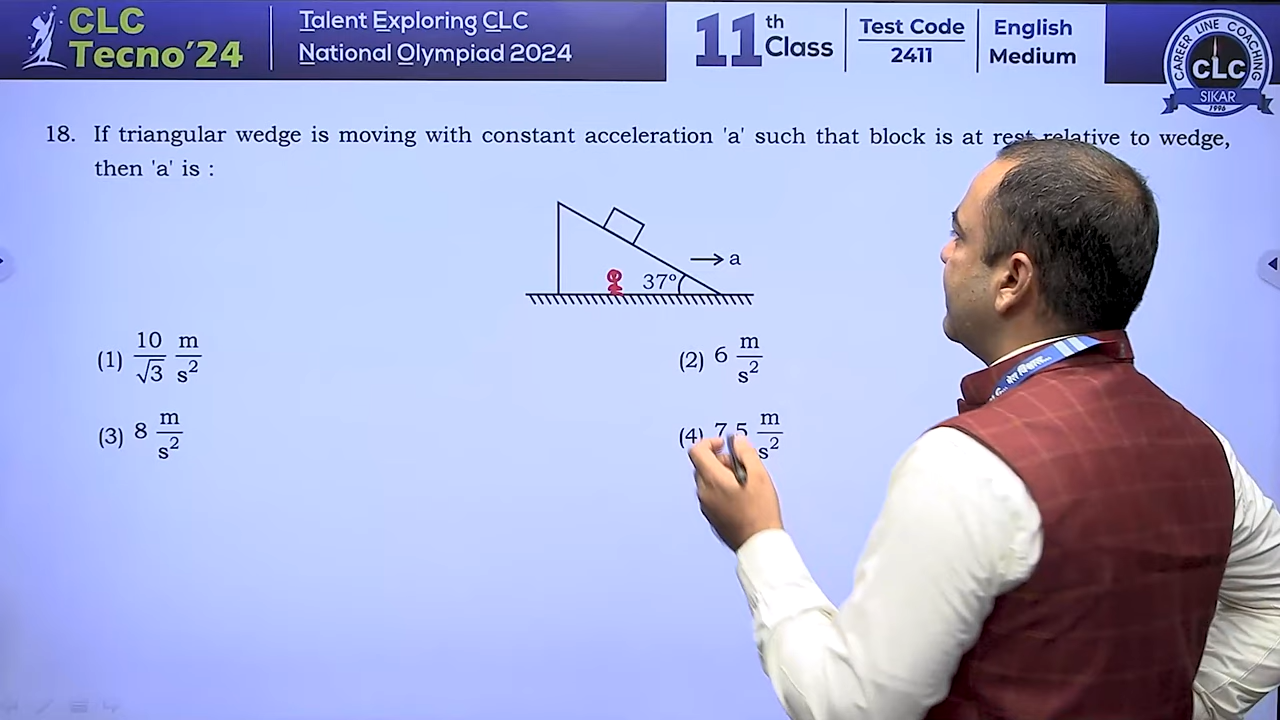 CLC
Tecno'24
Talent Exploring CLC
National Olympiad 2024
11th Class
Test Code
2411
English
Medium
CAREER LINE COACHING
CLC
SIKAR
1996
18. If triangular wedge is moving with constant acceleration 'a' such that block is at rest relative to wedge,
then 'a' is :
37° a
(1) 10/√3 m/s²
(2) 6 m/s²
(3) 8 m/s²
(4) 7.5 m/s²